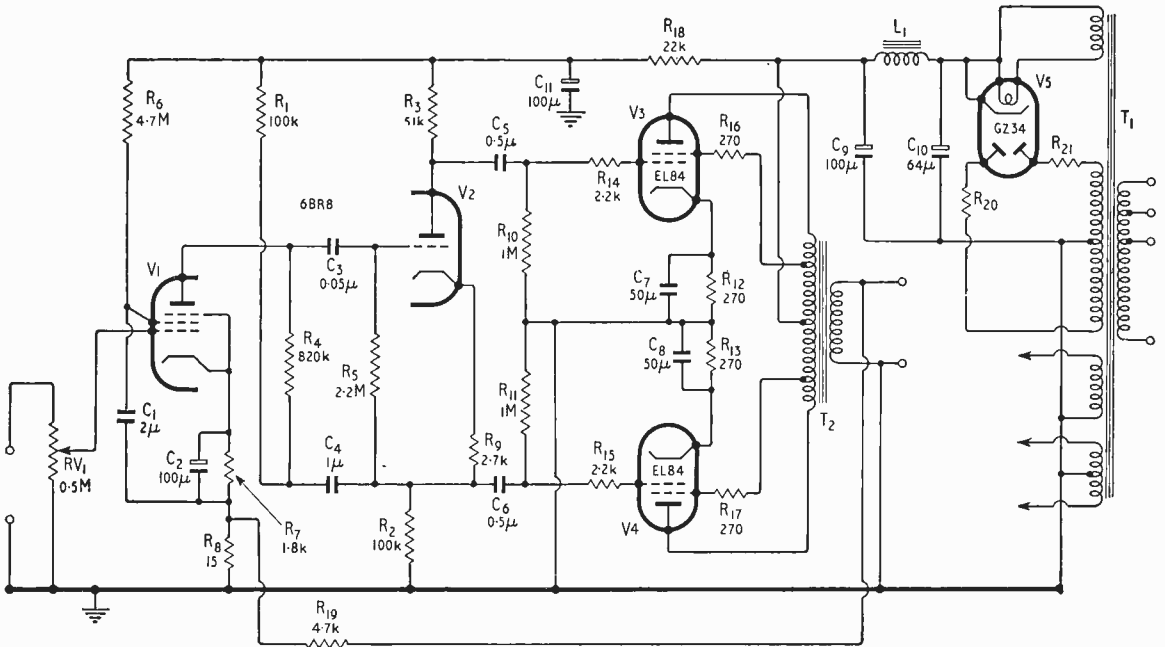 R6
4·7M
R1
100k
R3
51k
C11
100μ
R18
22k
L1
V5
GZ34
T1
R21
R20
C9
100μ
C10
64μ
6BR8
V1
V2
C3
0·05μ
C5
0·5μ
R14
2·2k
V3
EL84
R16
270
R10
1M
C7
50μ
R12
270
C8
50μ
R13
270
T2
R4
820k
R5
2·2M
R11
1M
R9
2·7k
C4
1μ
C6
0·5μ
R15
2·2k
EL84
V4
R17
270
C1
2μ
C2
100μ
RV1
0·5M
R7
1·8k
R8
15
R2
100k
R19
4·7k